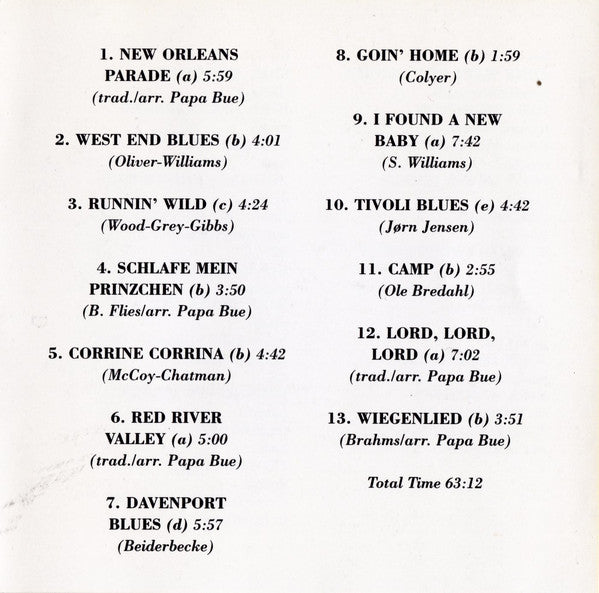 1. NEW ORLEANS
PARADE (a) 5:59
(trad./arr. Papa Bue)
2. WEST END BLUES (b) 4:01
(Oliver-Williams)
3. RUNNIN' WILD (c) 4:24
(Wood-Grey-Gibbs)
4. SCHLAFE MEIN
PRINZCHEN (b) 3:50
(B. Flies/arr. Papa Bue)
5. CORRINE CORRINA (b) 4:42
(McCoy-Chatman)
6. RED RIVER
VALLEY (a) 5:00
(trad./arr. Papa Bue)
7. DAVENPORT
BLUES (d) 5:57
(Beiderbecke)
8. GOIN' HOME (b) 1:59
(Colyer)
9. I FOUND A NEW
BABY (a) 7:42
(S. Williams)
10. TIVOLI BLUES (e) 4:42
(Jørn Jensen)
11. CAMP (b) 2:55
(Ole Bredahl)
12. LORD, LORD,
LORD (a) 7:02
(trad./arr. Papa Bue)
13. WIEGENLIED (b) 3:51
(Brahms/arr. Papa Bue)
Total Time 63:12